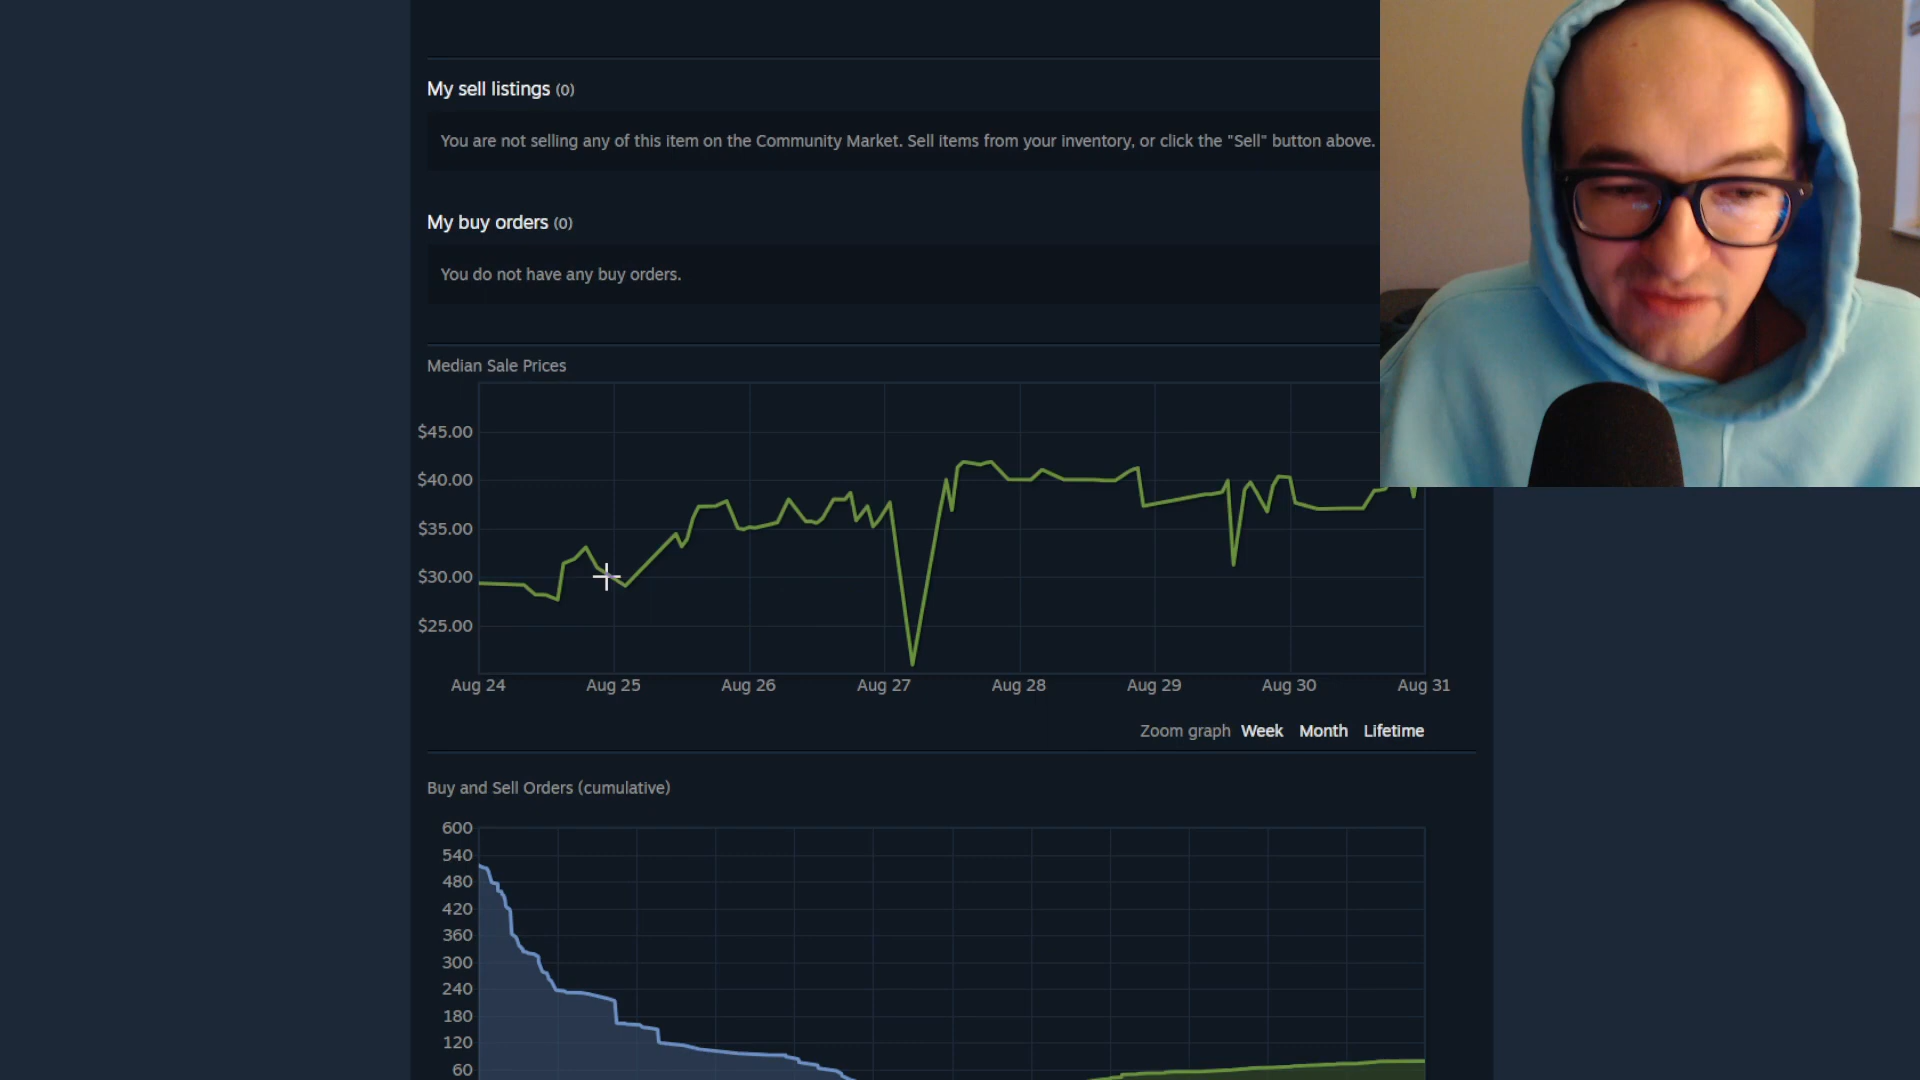 My sell listings (0)
You are not selling any of this item on the Community Market. Sell items from your inventory, or click the "Sell" button above.
My buy orders (0)
You do not have any buy orders.
Median Sale Prices
$45.00
$40.00
$35.00
$30.00
$25.00
Aug 24 Aug 25 Aug 26 Aug 27 Aug 28 Aug 29 Aug 30 Aug 31
Zoom graph Week Month Lifetime
Buy and Sell Orders (cumulative)
600
540
480
420
360
300
240
180
120
60